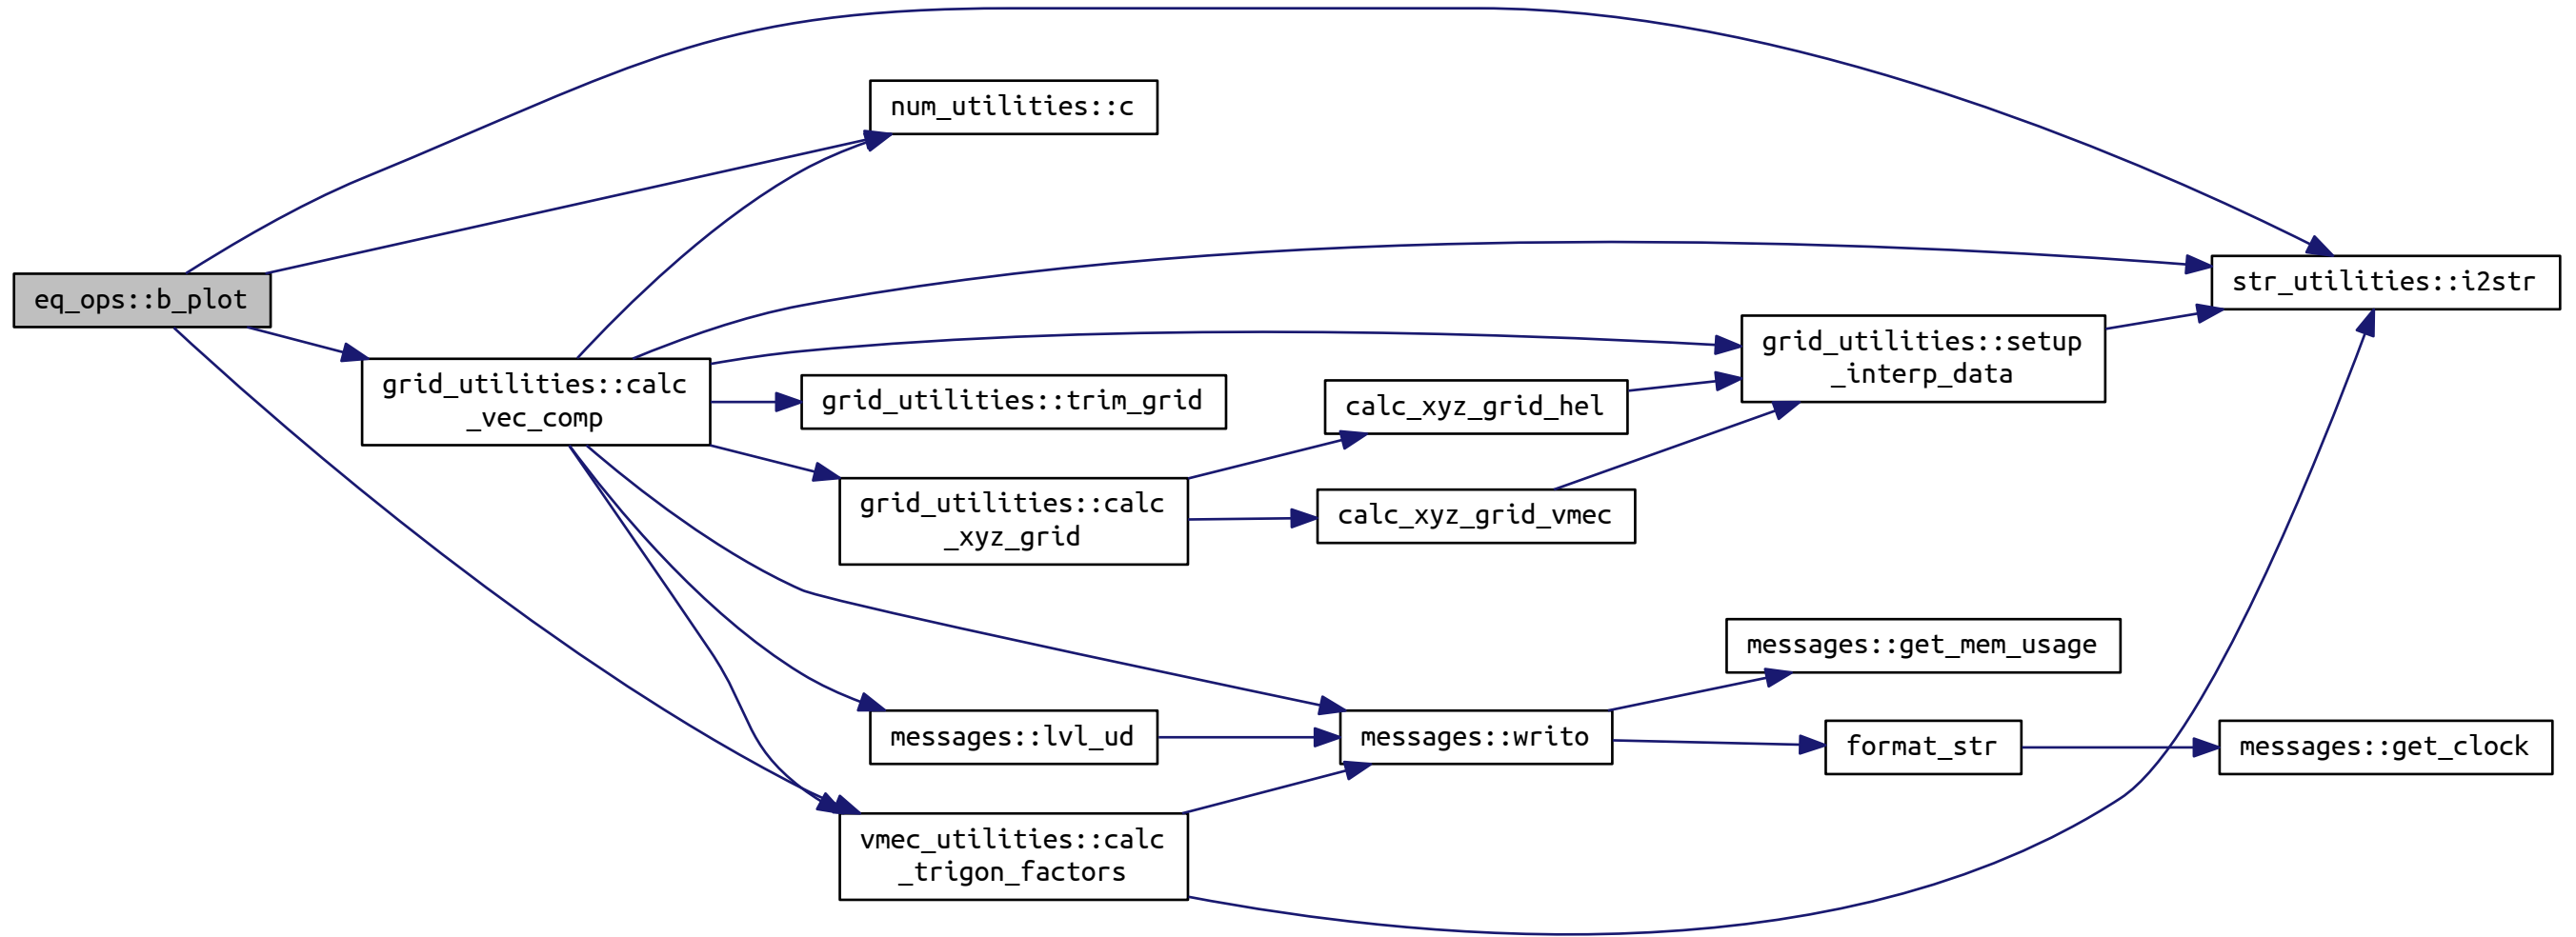 eq_ops::b_plot
num_utilities::c
str_utilities::i2str
grid_utilities::calc
_vec_comp
grid_utilities::setup
_interp_data
grid_utilities::trim_grid
calc_xyz_grid_hel
grid_utilities::calc
_xyz_grid
calc_xyz_grid_vmec
messages::get_mem_usage
messages::lvl_ud
messages::writo
format_str
messages::get_clock
vmec_utilities::calc
_trigon_factors